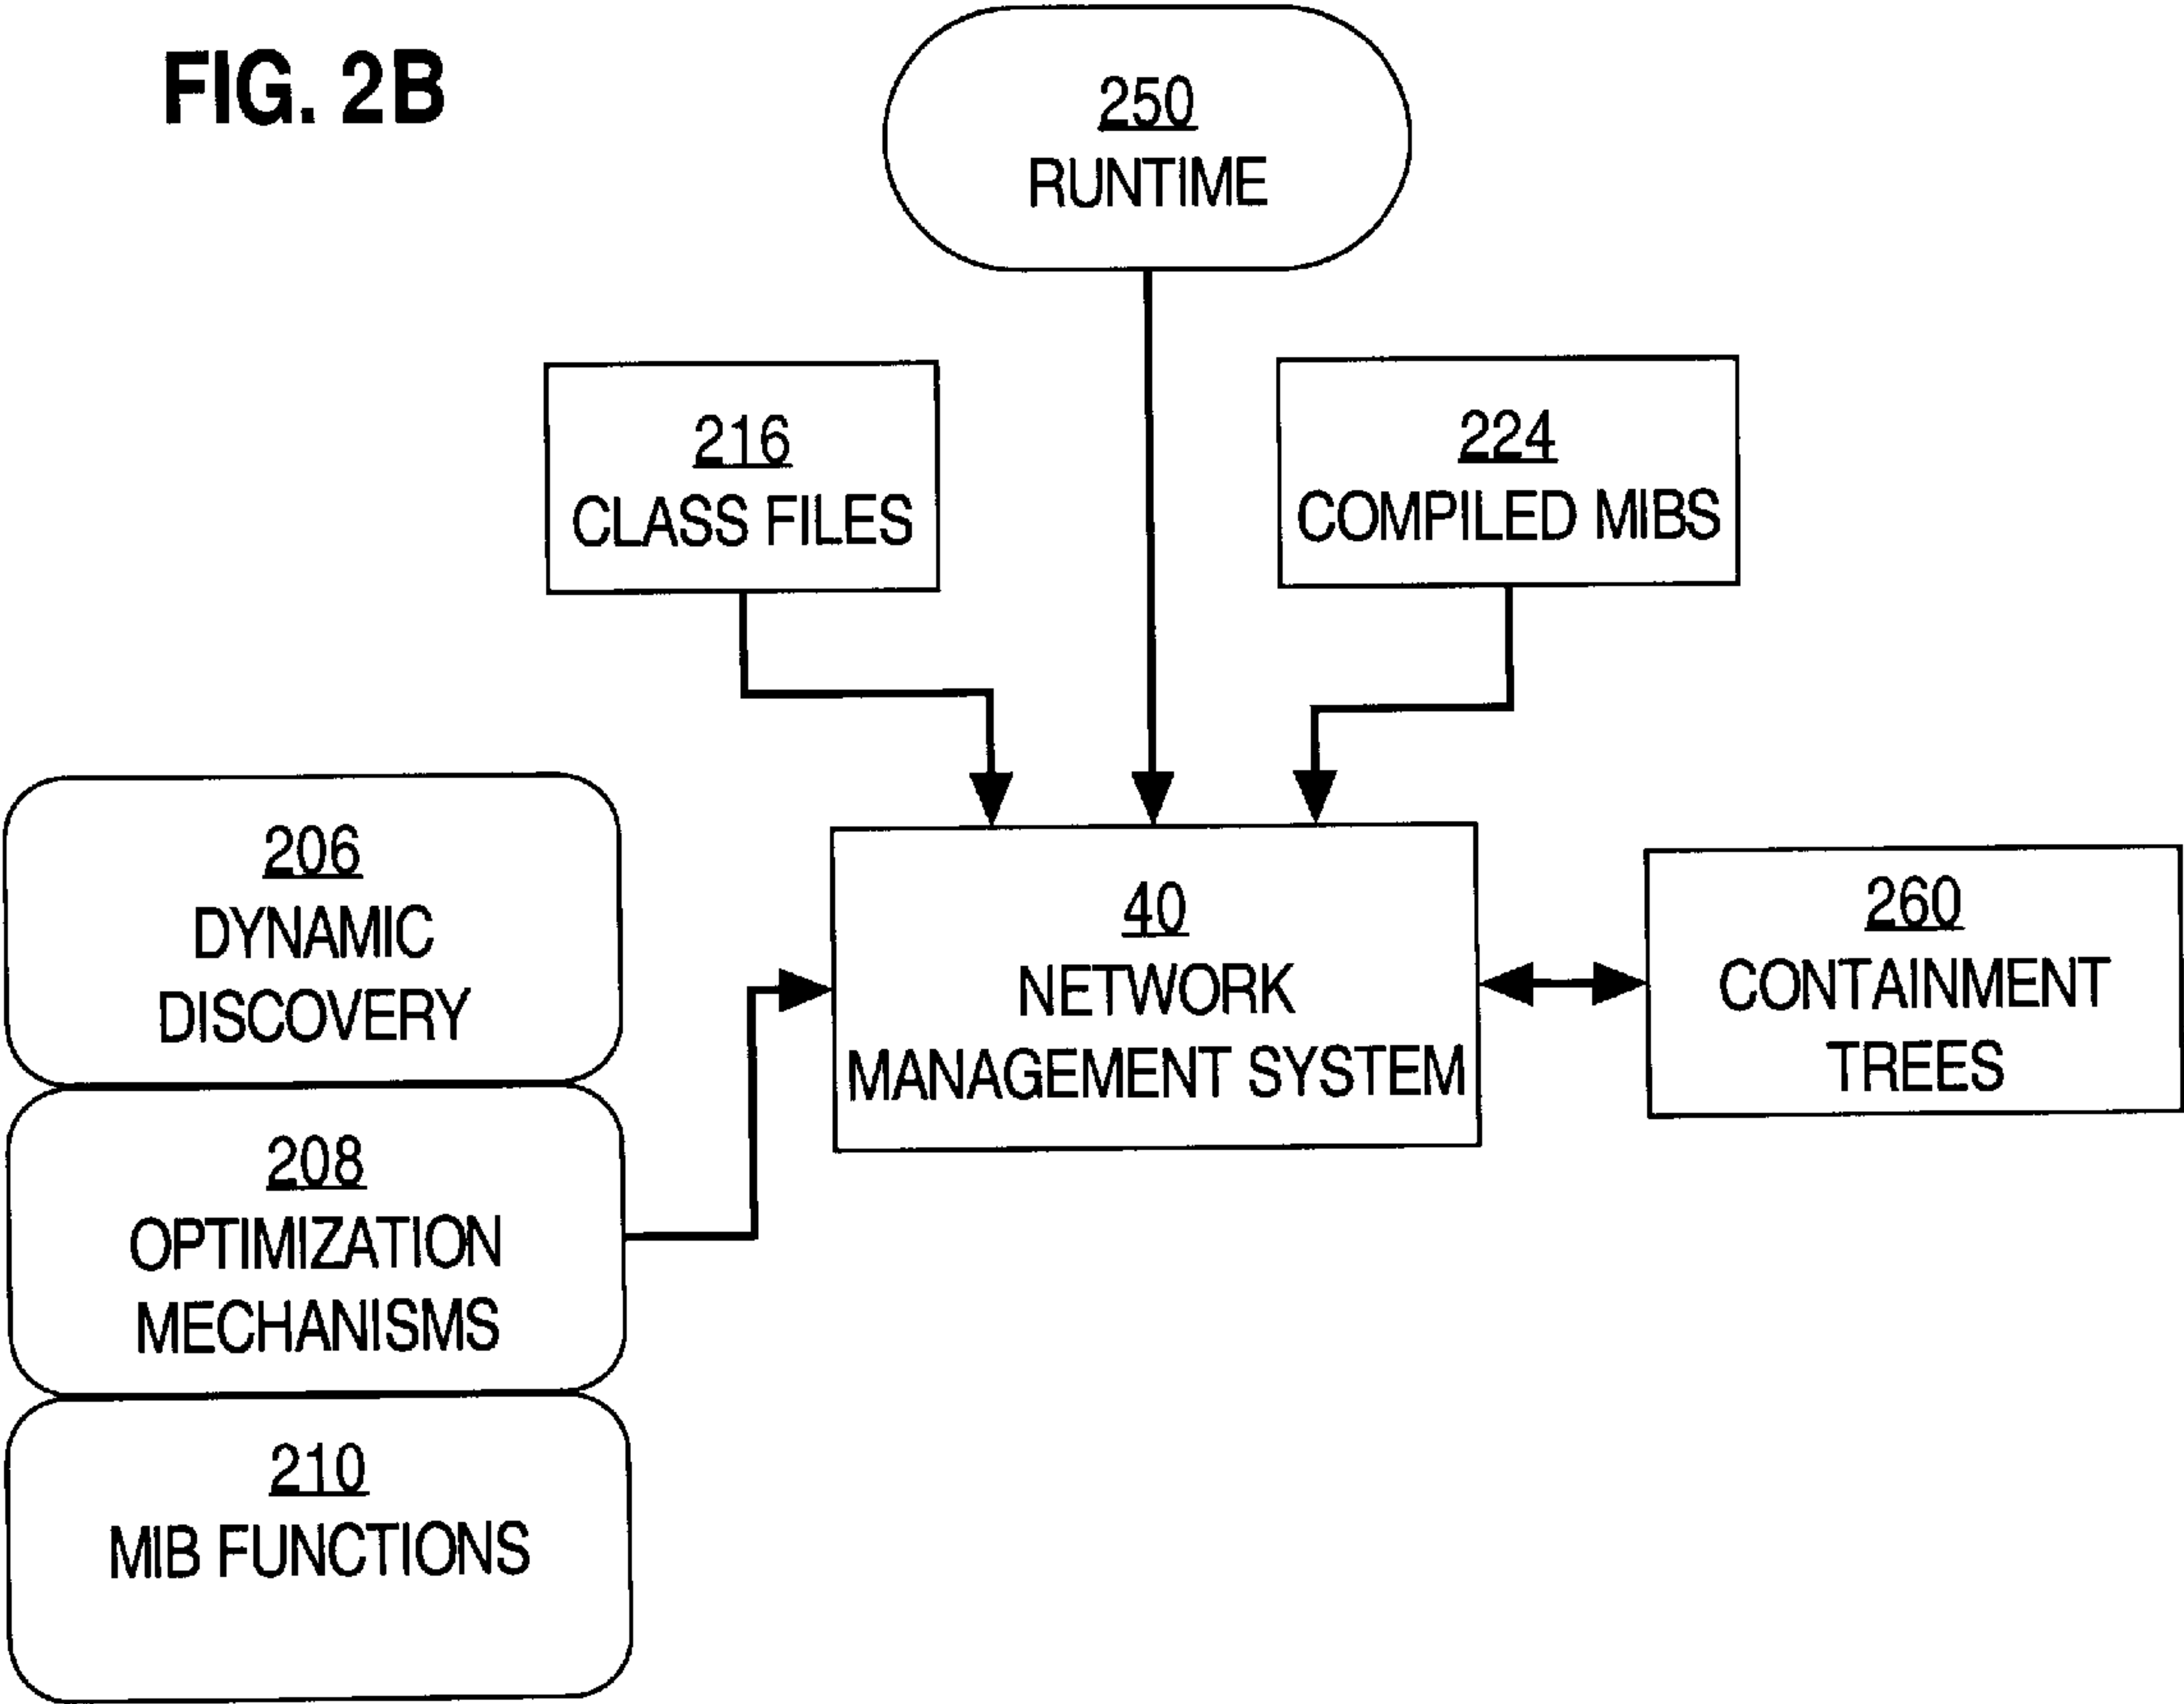 FIG. 2B
250
RUNTIME
216
CLASS FILES
224
COMPILED MIBS
206
DYNAMIC
DISCOVERY
208
OPTIMIZATION
MECHANISMS
210
MIB FUNCTIONS
40
NETWORK
MANAGEMENT SYSTEM
260
CONTAINMENT
TREES